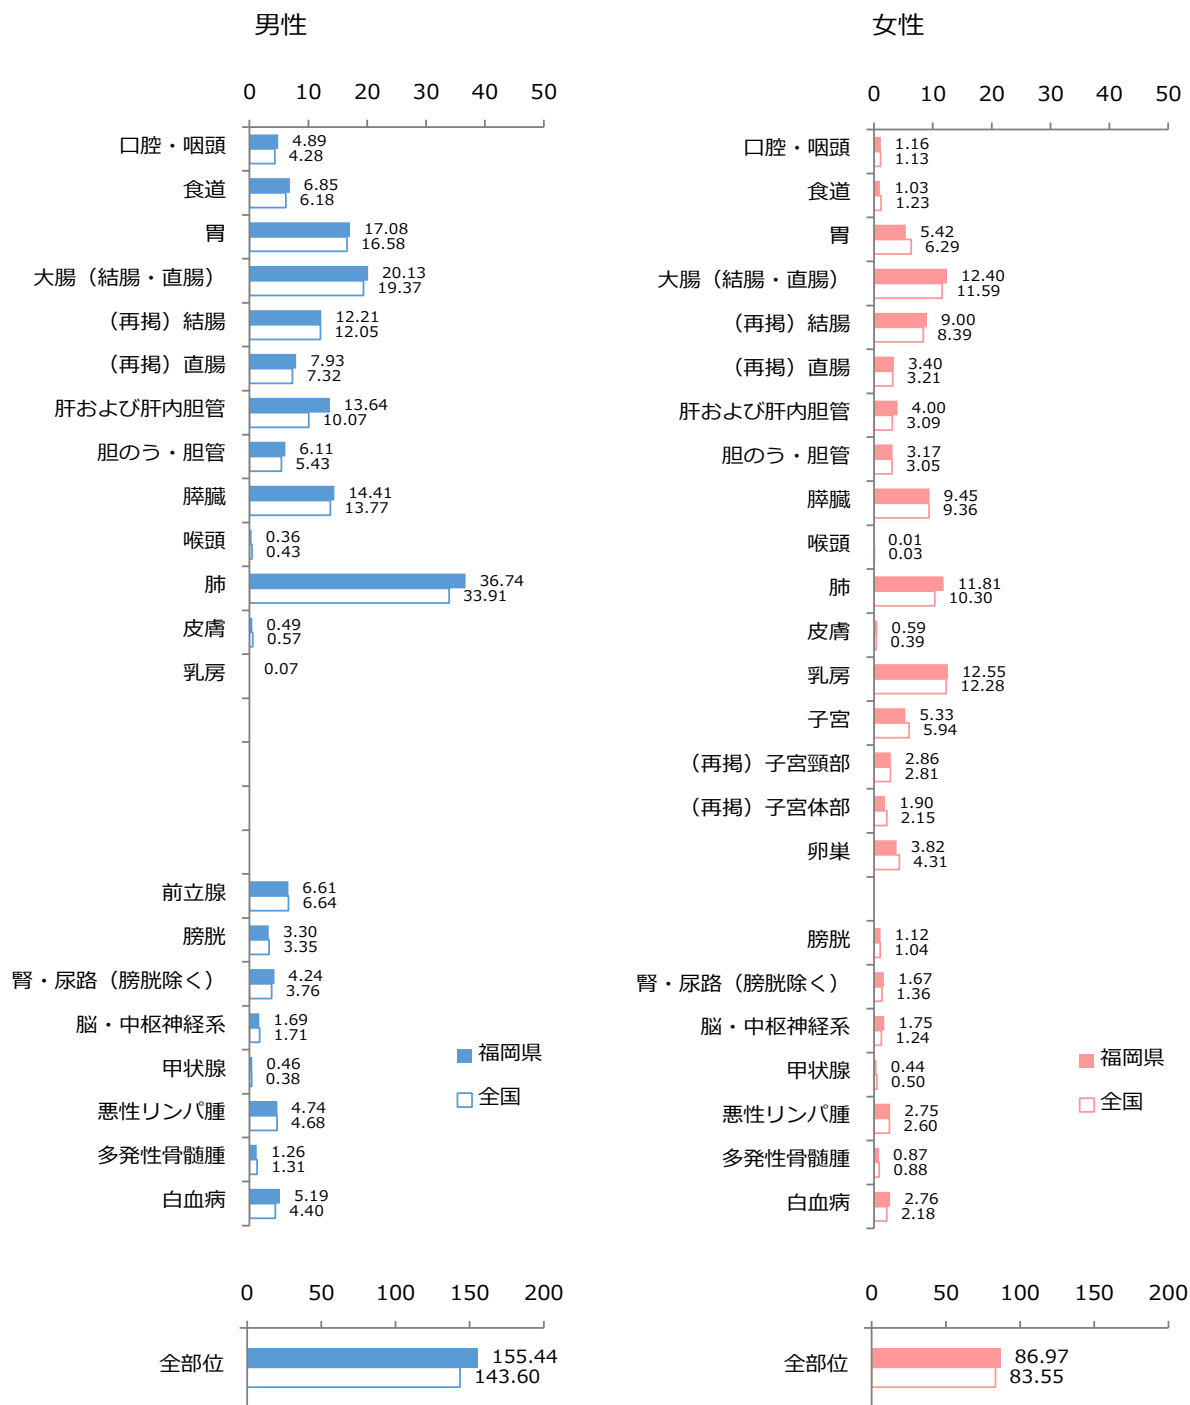 男性
0 10 20 30 40 50
口腔・咽頭 4.89 4.28
食道 6.85 6.18
胃 17.08 16.58
大腸（結腸・直腸） 20.13 19.37
（再掲）結腸 12.21 12.05
（再掲）直腸 7.93 7.32
肝および肝内胆管 13.64 10.07
胆のう・胆管 6.11 5.43
膵臓 14.41 13.77
喉頭 0.36 0.43
肺 36.74 33.91
皮膚 0.49 0.57
乳房 0.07
前立腺 6.61 6.64
膀胱 3.30 3.35
腎・尿路（膀胱除く） 4.24 3.76
脳・中枢神経系 1.69 1.71
甲状腺 0.46 0.38
悪性リンパ腫 4.74 4.68
多発性骨髄腫 1.26 1.31
白血病 5.19 4.40
福岡県
全国
0 50 100 150 200
全部位 155.44 143.60
女性
0 10 20 30 40 50
口腔・咽頭 1.16 1.13
食道 1.03 1.23
胃 5.42 6.29
大腸（結腸・直腸） 12.40 11.59
（再掲）結腸 9.00 8.39
（再掲）直腸 3.40 3.21
肝および肝内胆管 4.00 3.09
胆のう・胆管 3.17 3.05
膵臓 9.45 9.36
喉頭 0.01 0.03
肺 11.81 10.30
皮膚 0.59 0.39
乳房 12.55 12.28
子宮 5.33 5.94
（再掲）子宮頸部 2.86 2.81
（再掲）子宮体部 1.90 2.15
卵巣 3.82 4.31
膀胱 1.12 1.04
腎・尿路（膀胱除く） 1.67 1.36
脳・中枢神経系 1.75 1.24
甲状腺 0.44 0.50
悪性リンパ腫 2.75 2.60
多発性骨髄腫 0.87 0.88
白血病 2.76 2.18
福岡県
全国
0 50 100 150 200
全部位 86.97 83.55